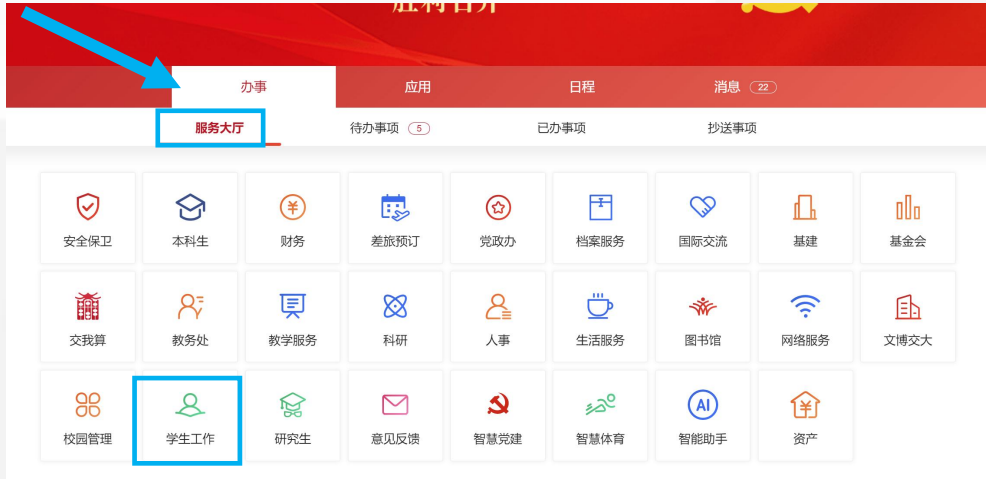 胜利召开
办事 应用 日程 消息 22
服务大厅 待办事项 5 已办事项 抄送事项
安全保卫 本科生 财务 差旅预订 党政办 档案服务 国际交流 基建 基金会
交我算 教务处 教学服务 科研 人事 生活服务 图书馆 网络服务 文博交大
AI
校园管理 学生工作 研究生 意见反馈 智慧党建 智慧体育 智能助手 资产